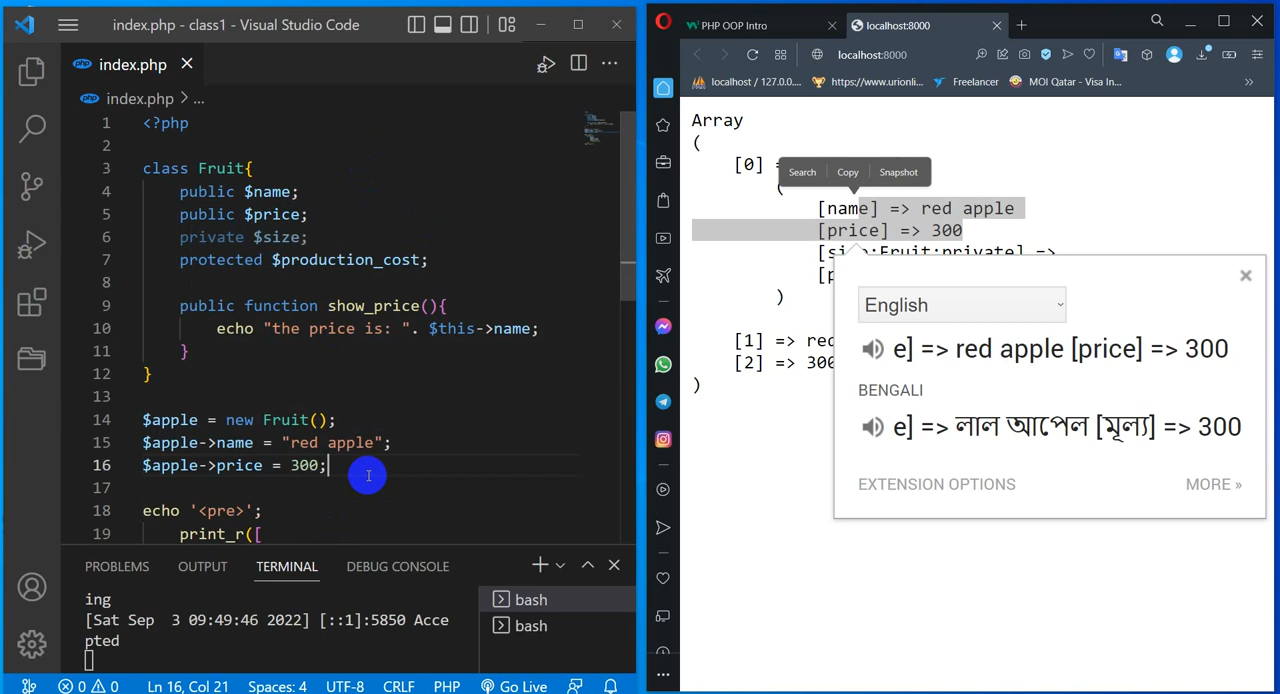 index.php - class1 - Visual Studio Code
index.php
index.php > ...
1 <?php
2
3 class Fruit{
4 public $name;
5 public $price;
6 private $size;
7 protected $production_cost;
8
9 public function show_price(){
10 echo "the price is: ". $this->name;
11 }
12 }
13
14 $apple = new Fruit();
15 $apple->name = "red apple";
16 $apple->price = 300;
17
18 echo '<pre>';
19 print_r([
PROBLEMS OUTPUT TERMINAL DEBUG CONSOLE
ing
[Sat Sep 3 09:49:46 2022] [::1]:5850 Acce
pted
bash
bash
0 0 Ln 16, Col 21 Spaces: 4 UTF-8 CRLF PHP Go Live
PHP OOP Intro
localhost:8000
localhost:8000
localhost / 127.0.0....
https://www.urionli...
Freelancer
MOI Qatar - Visa In...
Array
(
[0] =
Search Copy Snapshot
(
[name] => red apple
[price] => 300
:Fruit:private] =>
[p
)
[1] => red
[2] => 300
)
English
e] => red apple [price] => 300
BENGALI
e] => লাল আপেল [মূল্য] => 300
EXTENSION OPTIONS MORE »